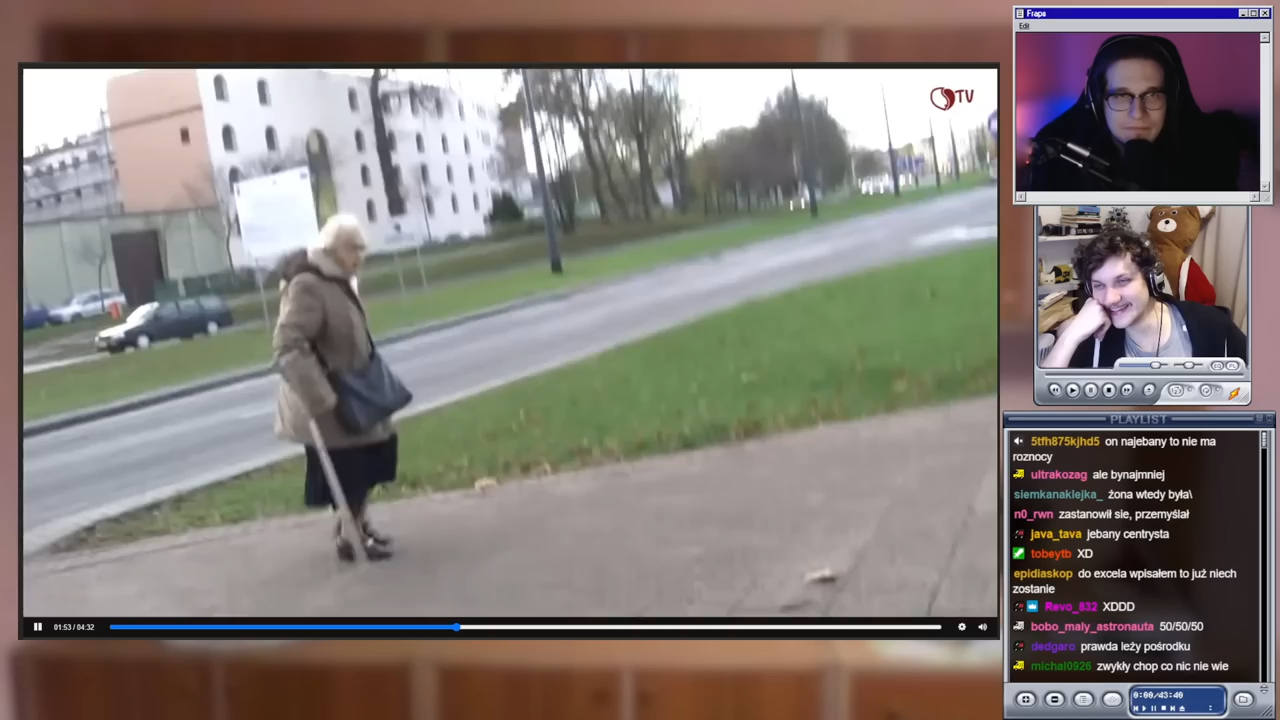 TV
01:53 / 04:32
Fraps
Edit
PLAYLIST
5tfh875kjhd5 on najebany to nie ma
roznocy
ultrakozag ale bynajmniej
siemkanaklejka_ żona wtedy była\
n0_rwn zastanowił sie, przemyślał
java_tava jebany centrysta
tobeytb XD
epidiaskop do excela wpisałem to już niech
zostanie
Revo_832 XDDD
bobo_maly_astronauta 50/50/50
dedgaro prawda leży pośrodku
michal0926 zwykły chop co nic nie wie
0:00/43:40